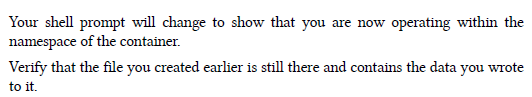 Your shell prompt will change to show that you are now operating within the
namespace of the container.
Verify that the file you created earlier is still there and contains the data you wrote
to it.